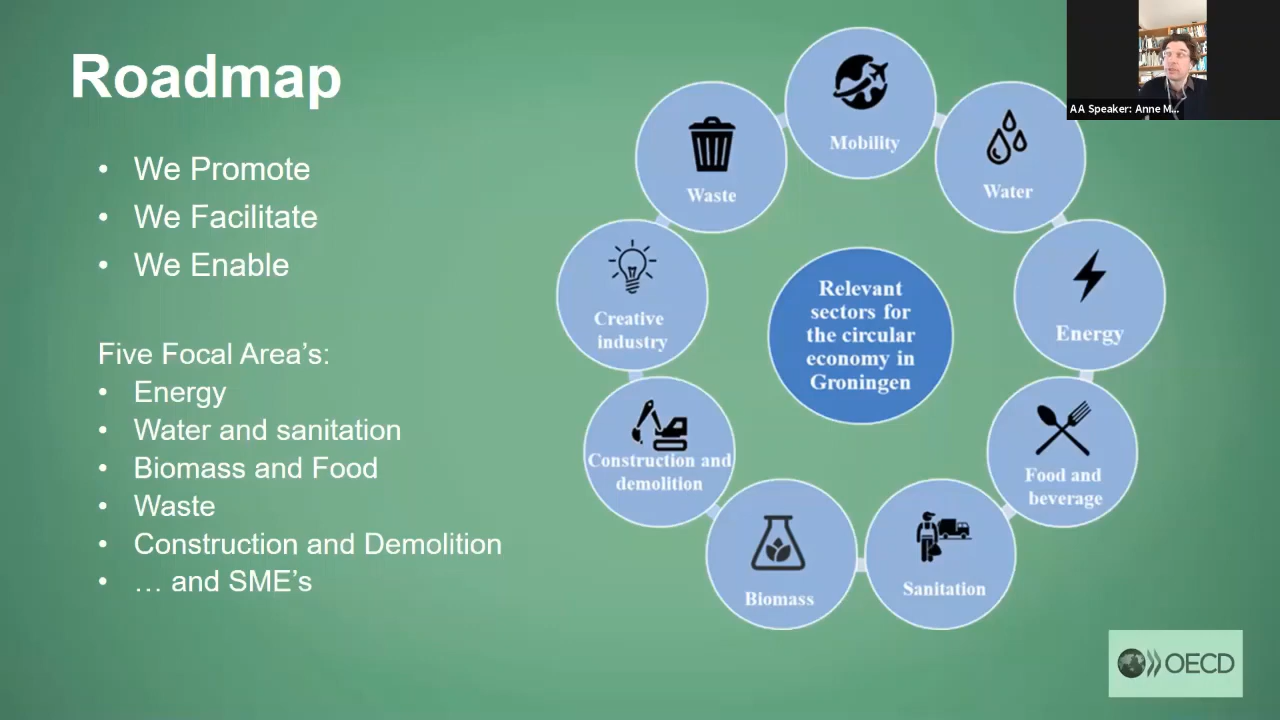 Roadmap
• We Promote
• We Facilitate
• We Enable
Five Focal Area's:
• Energy
• Water and sanitation
• Biomass and Food
• Waste
• Construction and Demolition
• … and SME's
Mobility
Water
Energy
Food and
beverage
Sanitation
Biomass
Construction and
demolition
Creative
industry
Waste
Relevant
sectors for
the circular
economy in
Groningen
AA Speaker: Anne M...
OECD